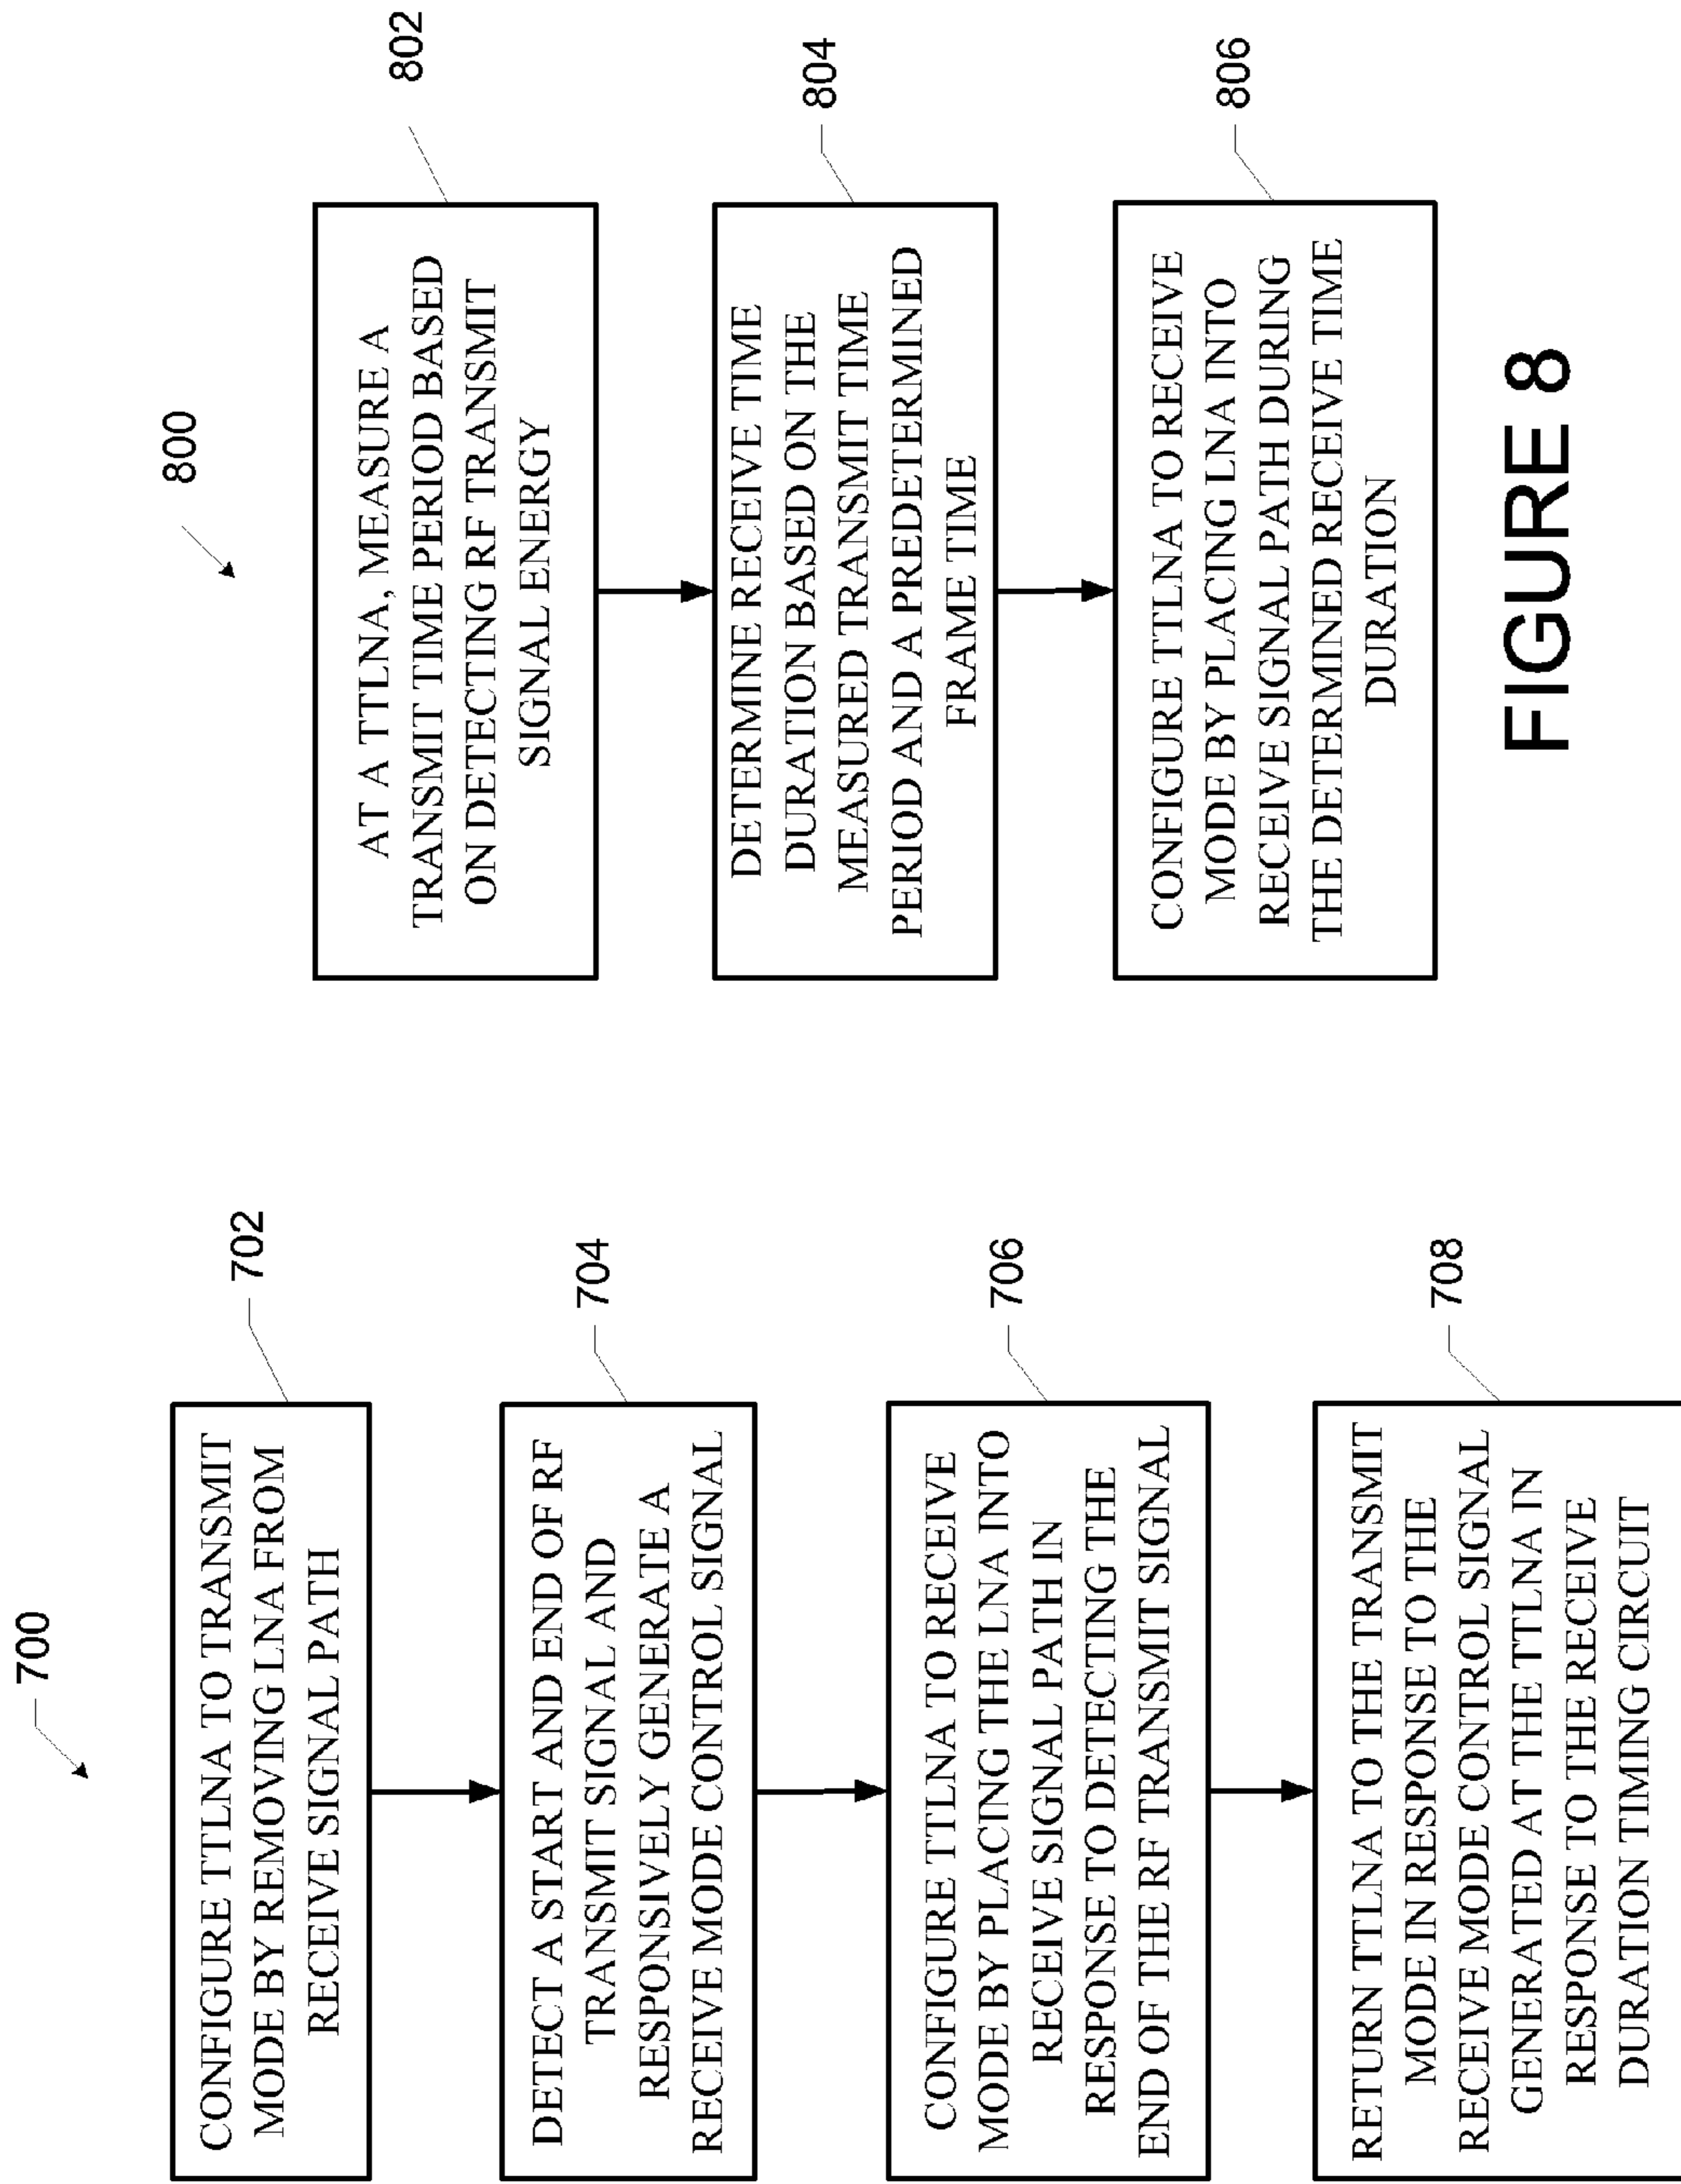 700
CONFIGURE TTLNA TO TRANSMIT
MODE BY REMOVING LNA FROM
RECEIVE SIGNAL PATH
702
DETECT A START AND END OF RF
TRANSMIT SIGNAL AND
RESPONSIVELY GENERATE A
RECEIVE MODE CONTROL SIGNAL
704
CONFIGURE TTLNA TO RECEIVE
MODE BY PLACING THE LNA INTO
RECEIVE SIGNAL PATH IN
RESPONSE TO DETECTING THE
END OF THE RF TRANSMIT SIGNAL
706
RETURN TTLNA TO THE TRANSMIT
MODE IN RESPONSE TO THE
RECEIVE MODE CONTROL SIGNAL
GENERATED AT THE TTLNA IN
RESPONSE TO THE RECEIVE
DURATION TIMING CIRCUIT
708
800
AT A TTLNA, MEASURE A
TRANSMIT TIME PERIOD BASED
ON DETECTING RF TRANSMIT
SIGNAL ENERGY
802
DETERMINE RECEIVE TIME
DURATION BASED ON THE
MEASURED TRANSMIT TIME
PERIOD AND A PREDETERMINED
FRAME TIME
804
CONFIGURE TTLNA TO RECEIVE
MODE BY PLACING LNA INTO
RECEIVE SIGNAL PATH DURING
THE DETERMINED RECEIVE TIME
DURATION
806
FIGURE 8